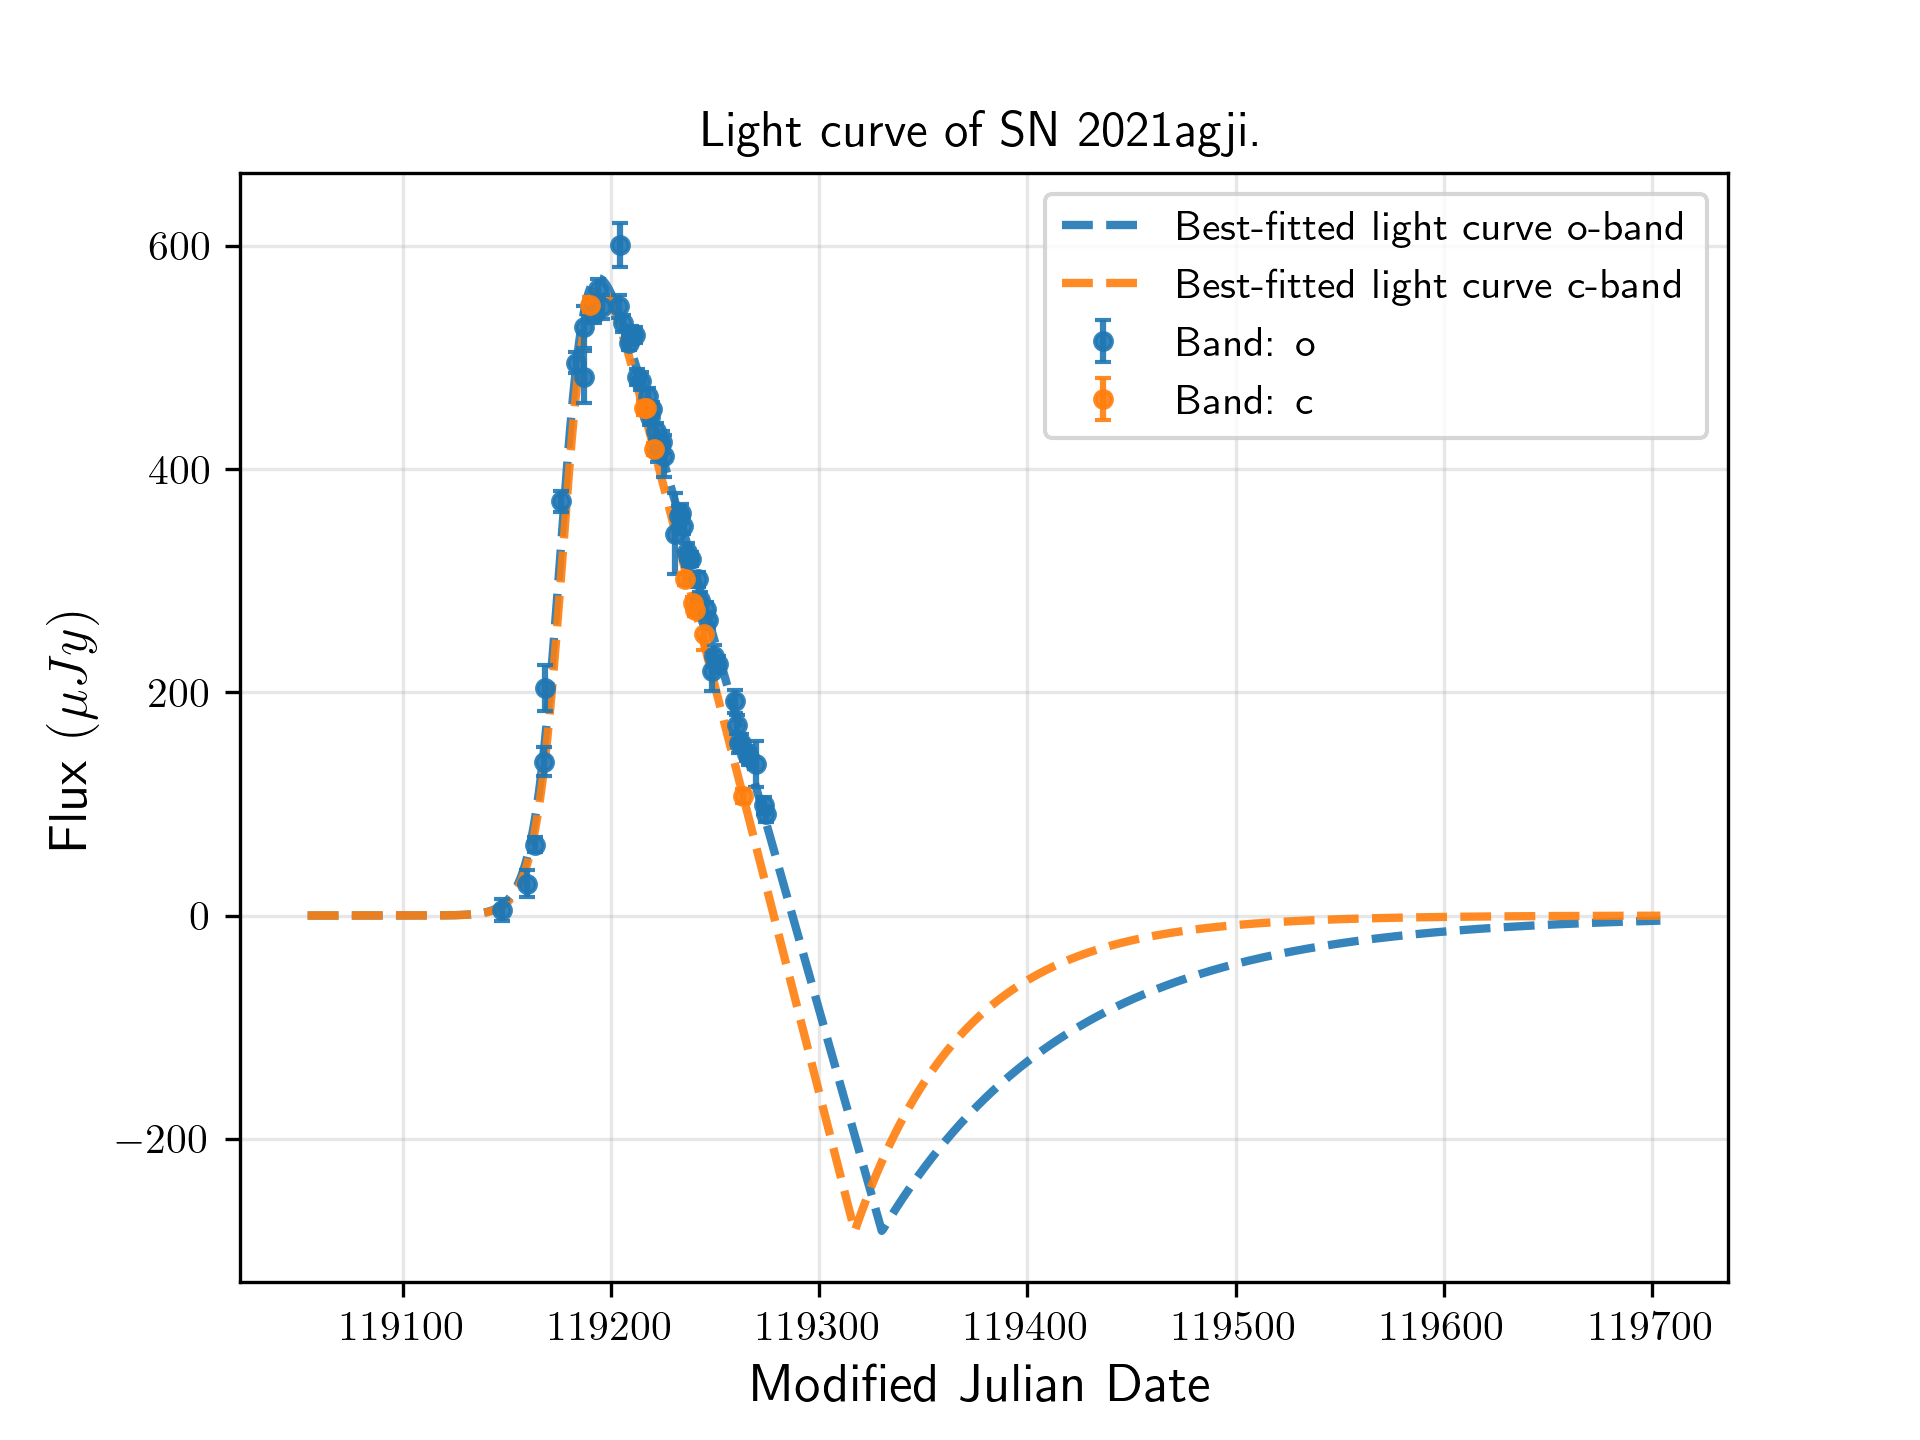 Light curve of SN 2021agji.
Best-fitted light curve o-band
Best-fitted light curve c-band
Band: o
Band: c
600
400
200
0
−200
Flux (μJy)
119100 119200 119300 119400 119500 119600 119700
Modified Julian Date